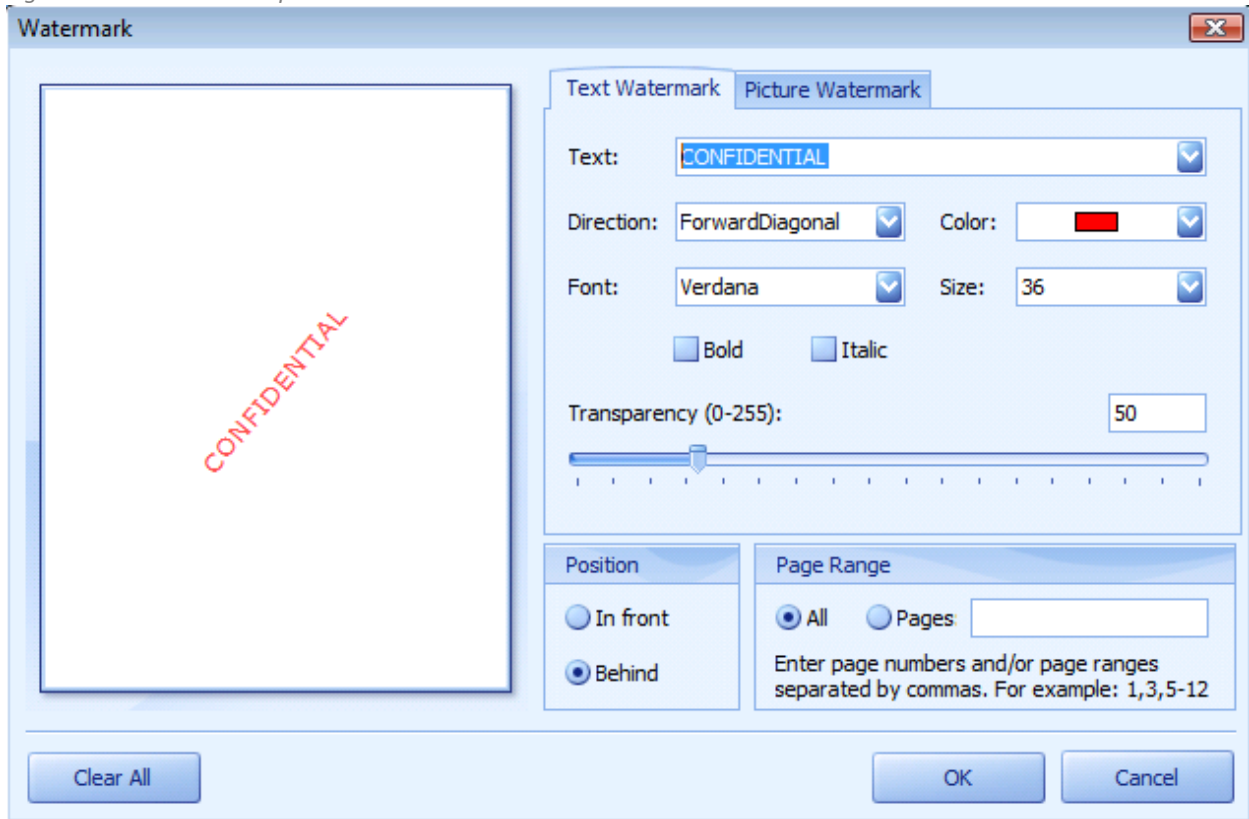 Watermark
Text Watermark Picture Watermark
Text: CONFIDENTIAL
Direction: ForwardDiagonal Color:
Font: Verdana Size: 36
Bold Italic
CONFIDENTIAL
Transparency (0-255): 50
Position
In front
Behind
Page Range
All Pages:
Enter page numbers and/or page ranges
separated by commas. For example: 1,3,5-12
Clear All OK Cancel